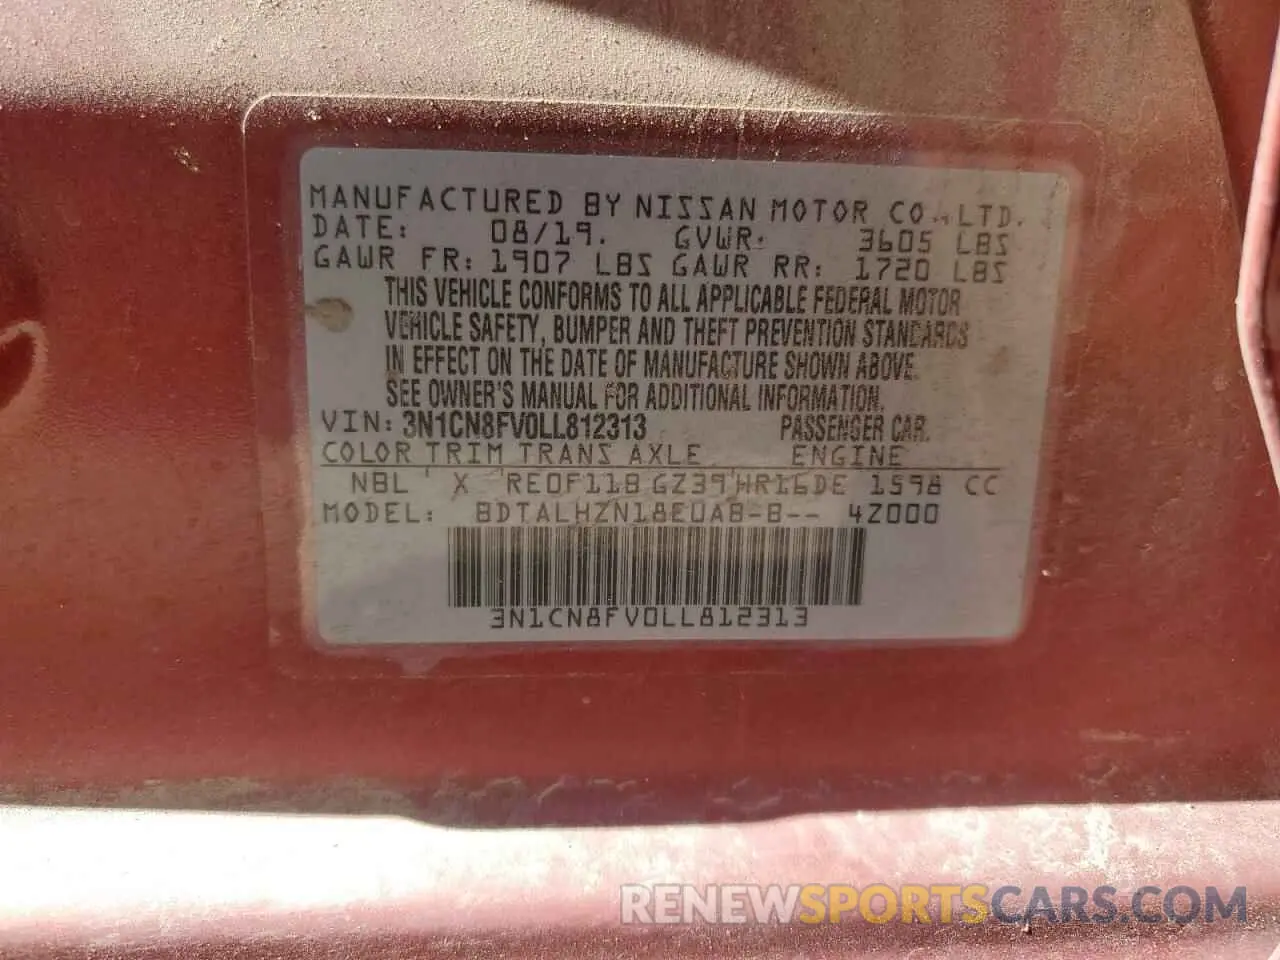 MANUFACTURED BY NISSAN MOTOR CO., LTD.
DATE: 08/19. GVWR: 3605 LBS
GAWR FR: 1907 LBS GAWR RR: 1720 LBS
THIS VEHICLE CONFORMS TO ALL APPLICABLE FEDERAL MOTOR
VEHICLE SAFETY, BUMPER AND THEFT PREVENTION STANDARDS
IN EFFECT ON THE DATE OF MANUFACTURE SHOWN ABOVE.
SEE OWNER'S MANUAL FOR ADDITIONAL INFORMATION.
VIN: 3N1CN8FV0LL812313 PASSENGER CAR.
COLOR TRIM TRANS AXLE ENGINE
NBL X RE0F11B GZ39 HR16DE 1598 CC
MODEL: BDTALHZN18EUAB-B-- 4Z000
3N1CN8FV0LL812313
RENEWSPORTSCARS.COM